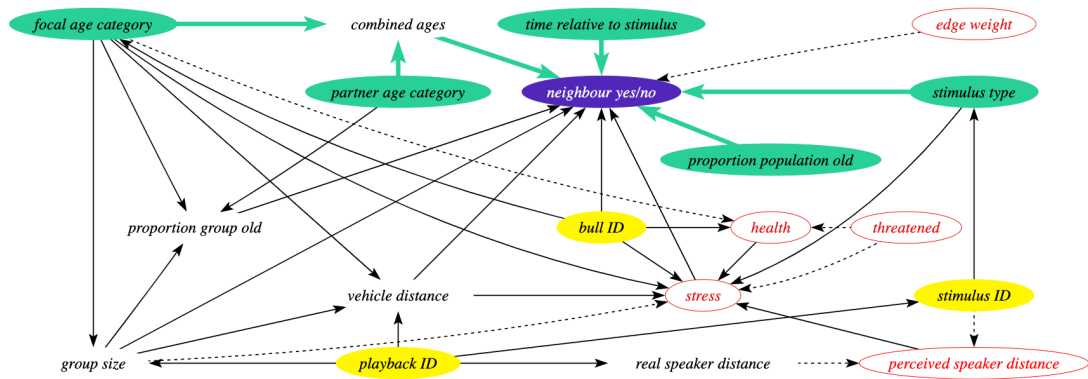 focal age category
combined ages
time relative to stimulus
edge weight
partner age category
neighbour yes/no
stimulus type
proportion population old
proportion group old
bull ID
health
threatened
vehicle distance
stress
stimulus ID
group size
playback ID
real speaker distance
perceived speaker distance